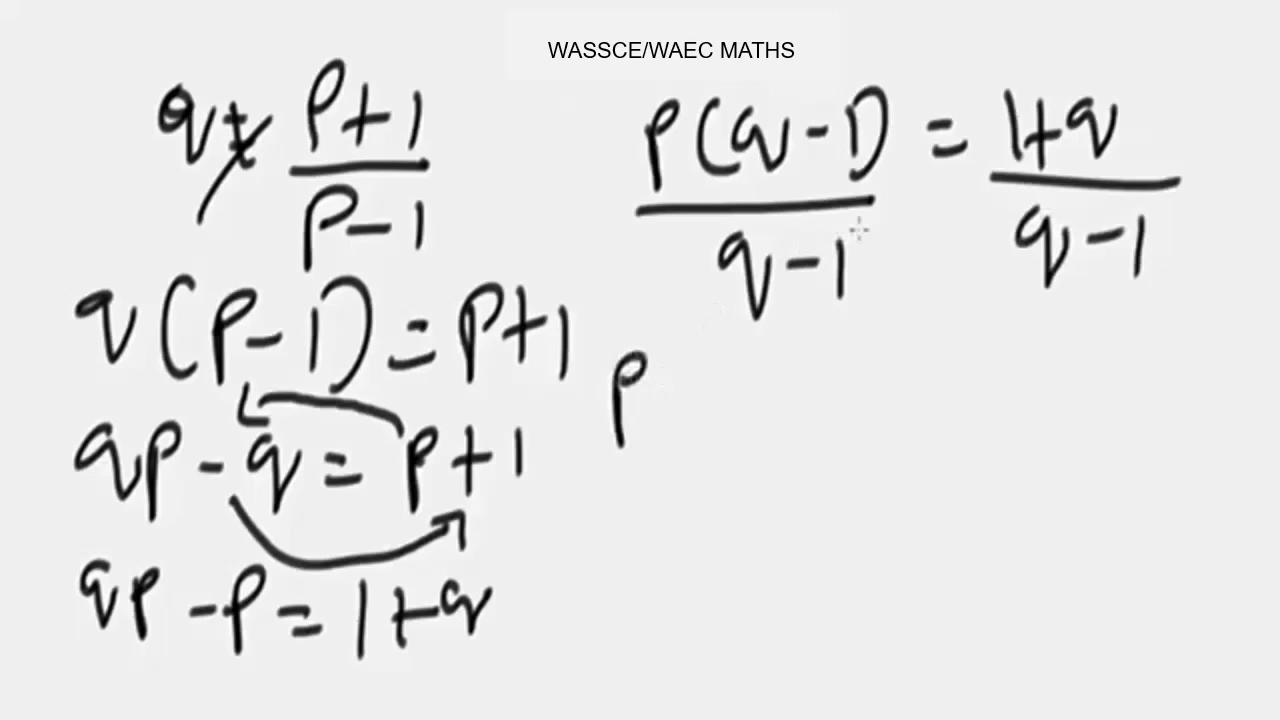 WASSCE/WAEC MATHS
q = p+1
p-1
q(p-1) = p+1
qp - q = p+1
qp - p = 1+q
p(q-1) = 1+q
q-1 q-1
p